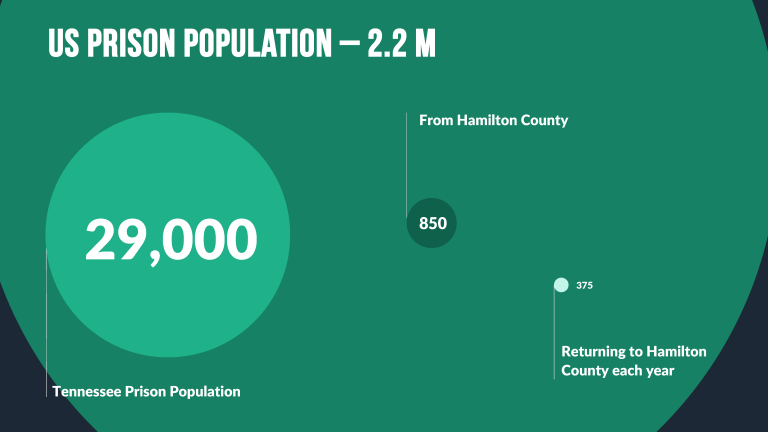 US PRISON POPULATION – 2.2 M
From Hamilton County
29,000
850
375
Returning to Hamilton
County each year
Tennessee Prison Population